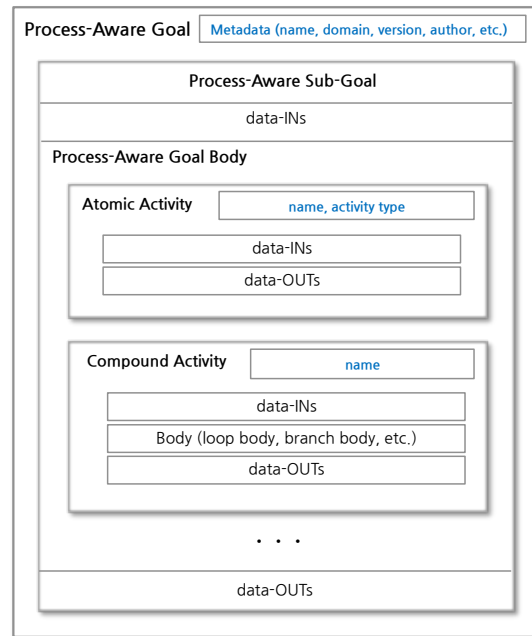 Process-Aware Goal Metadata (name, domain, version, author, etc.)
Process-Aware Sub-Goal
data-INs
Process-Aware Goal Body
Atomic Activity name, activity type
data-INs
data-OUTs
Compound Activity name
data-INs
Body (loop body, branch body, etc.)
data-OUTs
. . .
data-OUTs